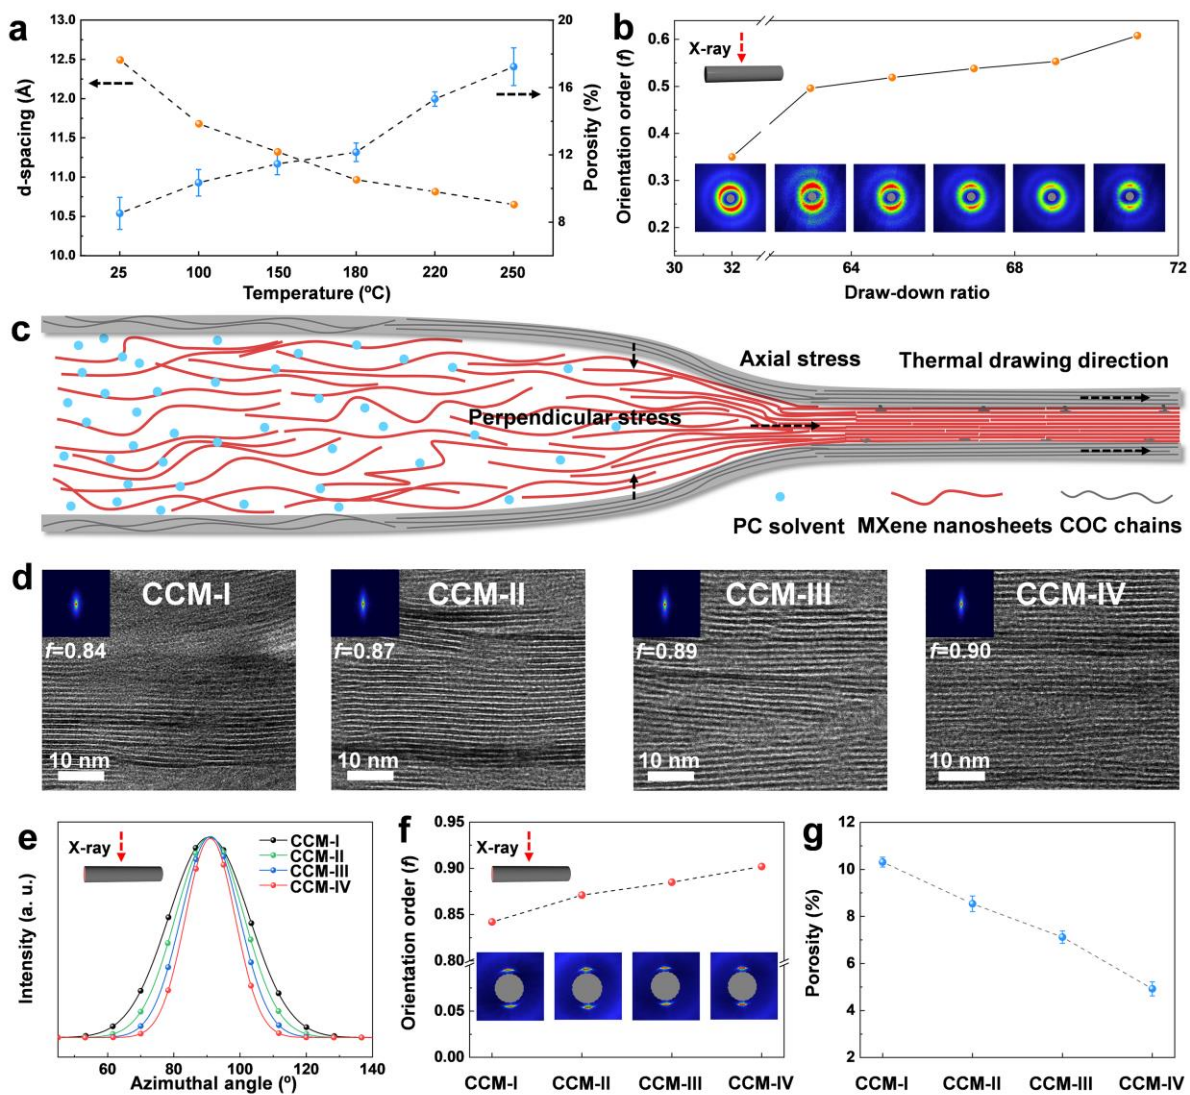 a
13.0
12.5
12.0
11.5
11.0
10.5
10.0
d-spacing (Å)
20
16
12
8
Porosity (%)
25
100
150
180
220
250
Temperature (ºC)
b
0.6
0.5
0.4
0.3
0.2
Orientation order (f)
X-ray
30
32
64
68
72
Draw-down ratio
c
Axial stress
Thermal drawing direction
Perpendicular stress
PC solvent
MXene nanosheets
COC chains
d
CCM-I
f=0.84
10 nm
CCM-II
f=0.87
10 nm
CCM-III
f=0.89
10 nm
CCM-IV
f=0.90
10 nm
e
X-ray
CCM-I
CCM-II
CCM-III
CCM-IV
Intensity (a. u.)
60
80
100
120
140
Azimuthal angle (º)
f
X-ray
0.95
0.90
0.85
0.80
0.05
0.00
Orientation order (f)
CCM-I
CCM-II
CCM-III
CCM-IV
g
12
10
8
6
4
2
Porosity (%)
CCM-I
CCM-II
CCM-III
CCM-IV